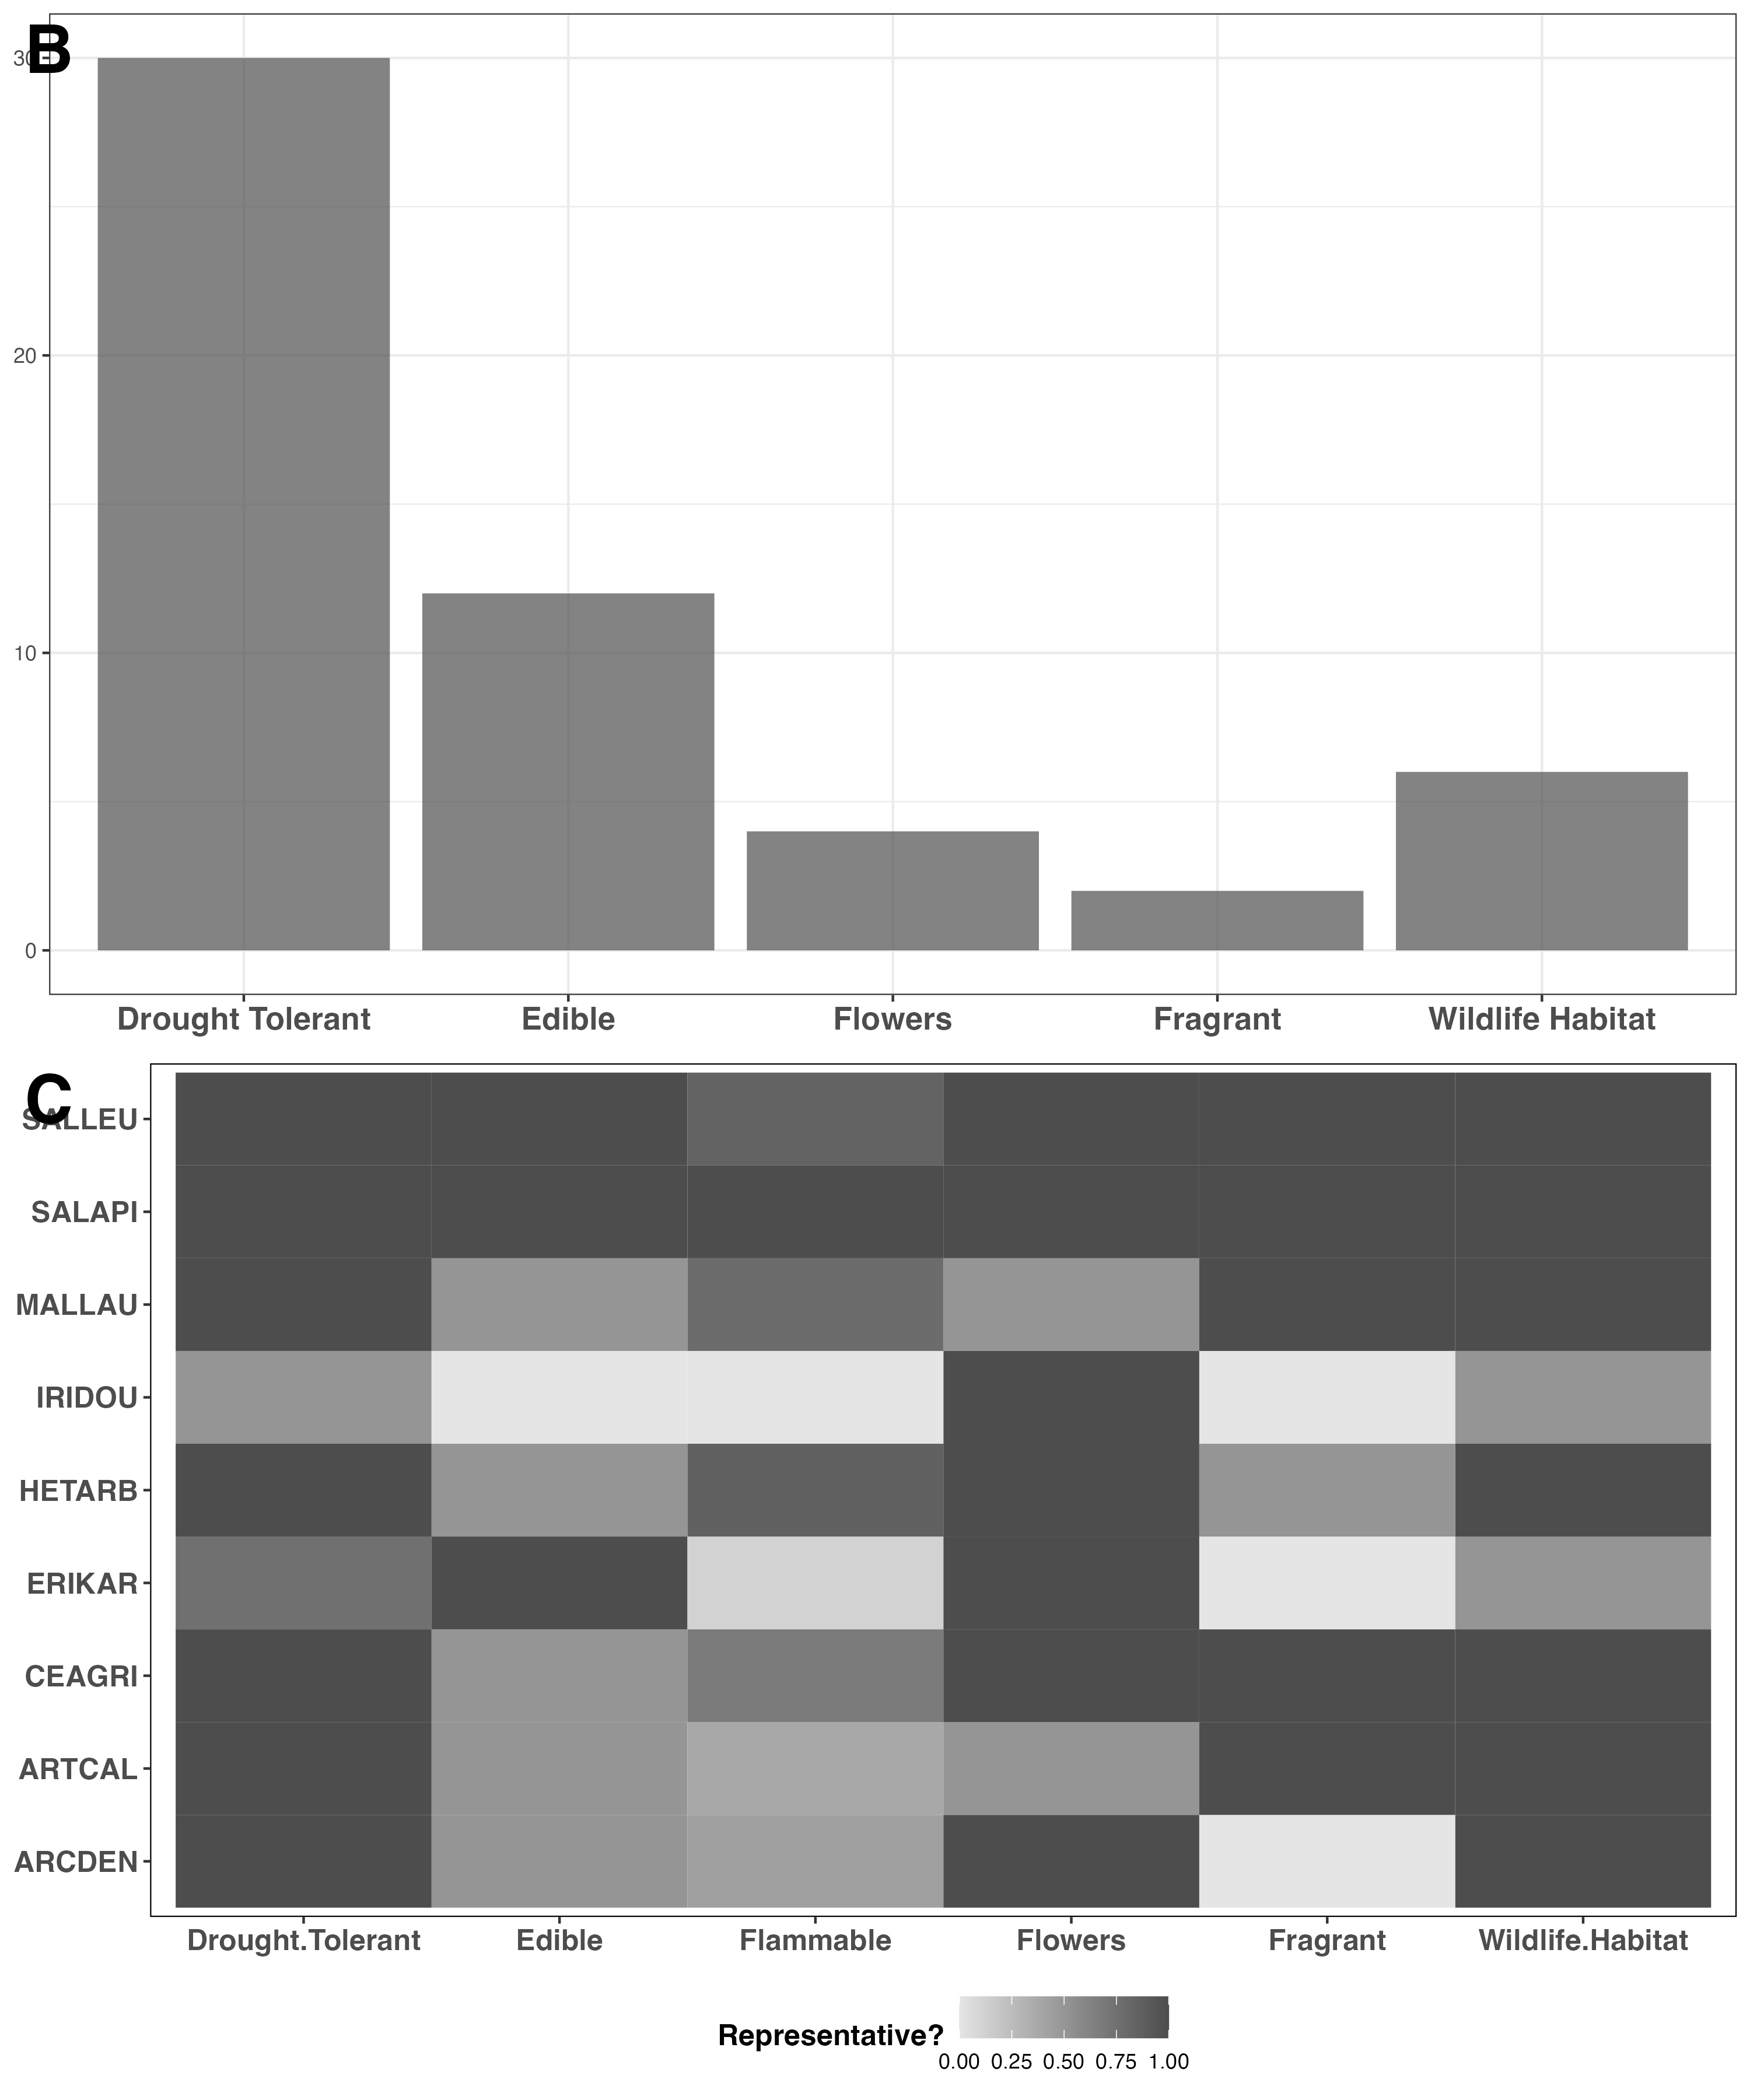 B
30
20
10
0
Drought Tolerant Edible Flowers Fragrant Wildlife Habitat
C
SALLEU
SALAPI
MALLAU
IRIDOU
HETARB
ERIKAR
CEAGRI
ARTCAL
ARCDEN
Drought.Tolerant Edible Flammable Flowers Fragrant Wildlife.Habitat
Representative?
0.00 0.25 0.50 0.75 1.00